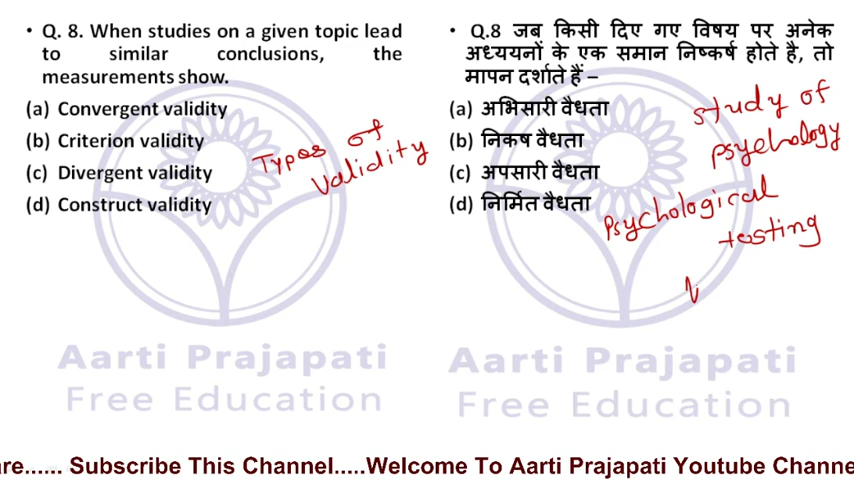 • Q. 8. When studies on a given topic lead
to similar conclusions, the
measurements show.
(a) Convergent validity
(b) Criterion validity
(c) Divergent validity
(d) Construct validity
Types of
validity
• Q.8 जब किसी दिए गए विषय पर अनेक
अध्ययनों के एक समान निष्कर्ष होते है, तो
मापन दर्शाते हैं –
(a) अभिसारी वैधता
(b) निकष वैधता
(c) अपसारी वैधता
(d) निर्मित वैधता
study of
psychology
Psychological
testing
Aarti Prajapati
Free Education
Aarti Prajapati
Free Education
are...... Subscribe This Channel.....Welcome To Aarti Prajapati Youtube Channe